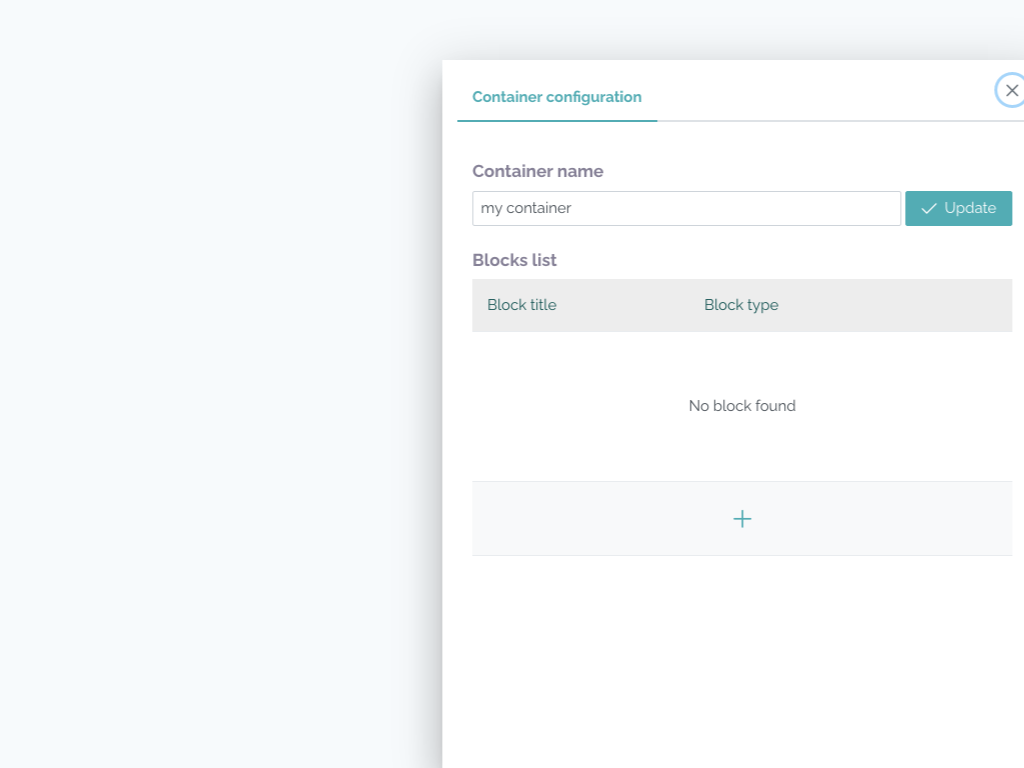 Container configuration
Container name
my container
Update
Blocks list
Block title Block type
No block found